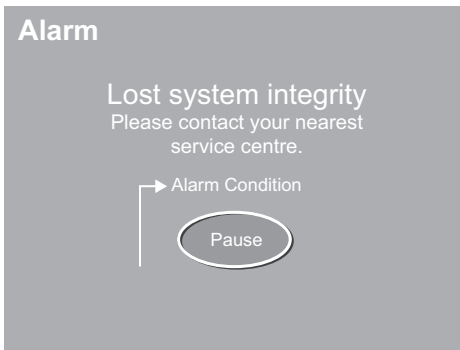 Alarm
Lost system integrity
Please contact your nearest
service centre.
Alarm Condition
Pause